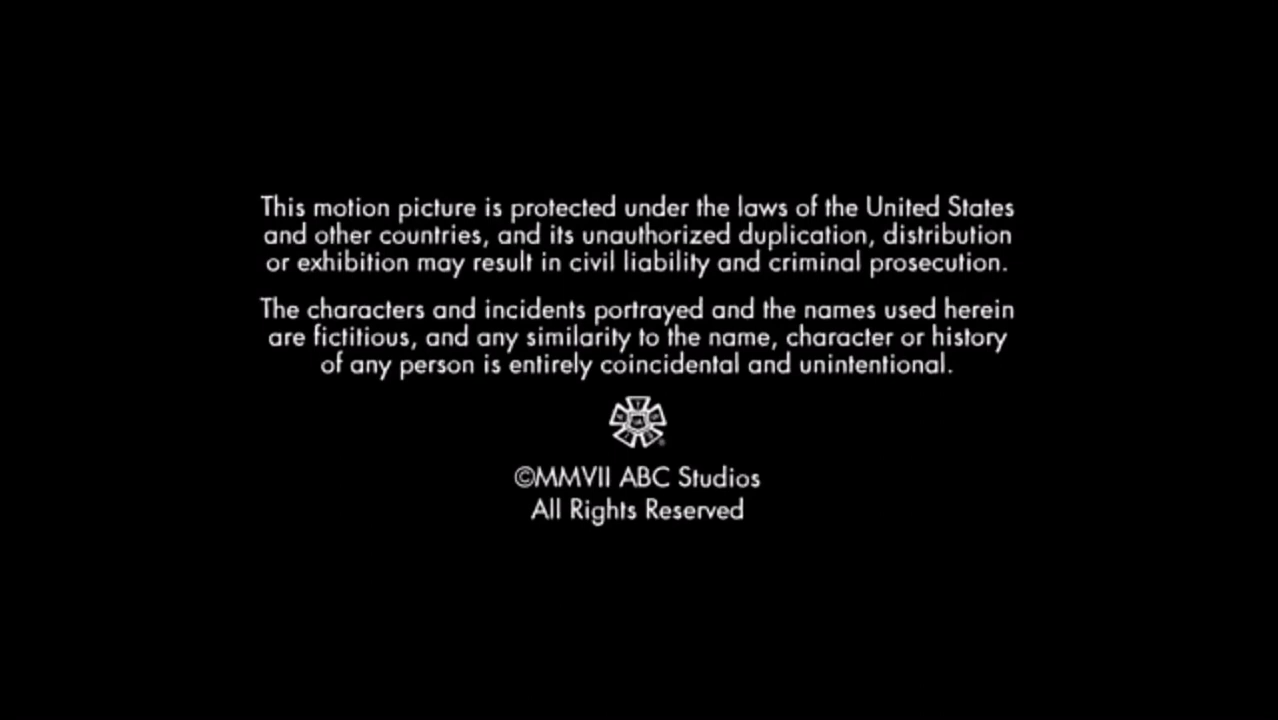 This motion picture is protected under the laws of the United States
and other countries, and its unauthorized duplication, distribution
or exhibition may result in civil liability and criminal prosecution.
The characters and incidents portrayed and the names used herein
are fictitious, and any similarity to the name, character or history
of any person is entirely coincidental and unintentional.
©MMVII ABC Studios
All Rights Reserved